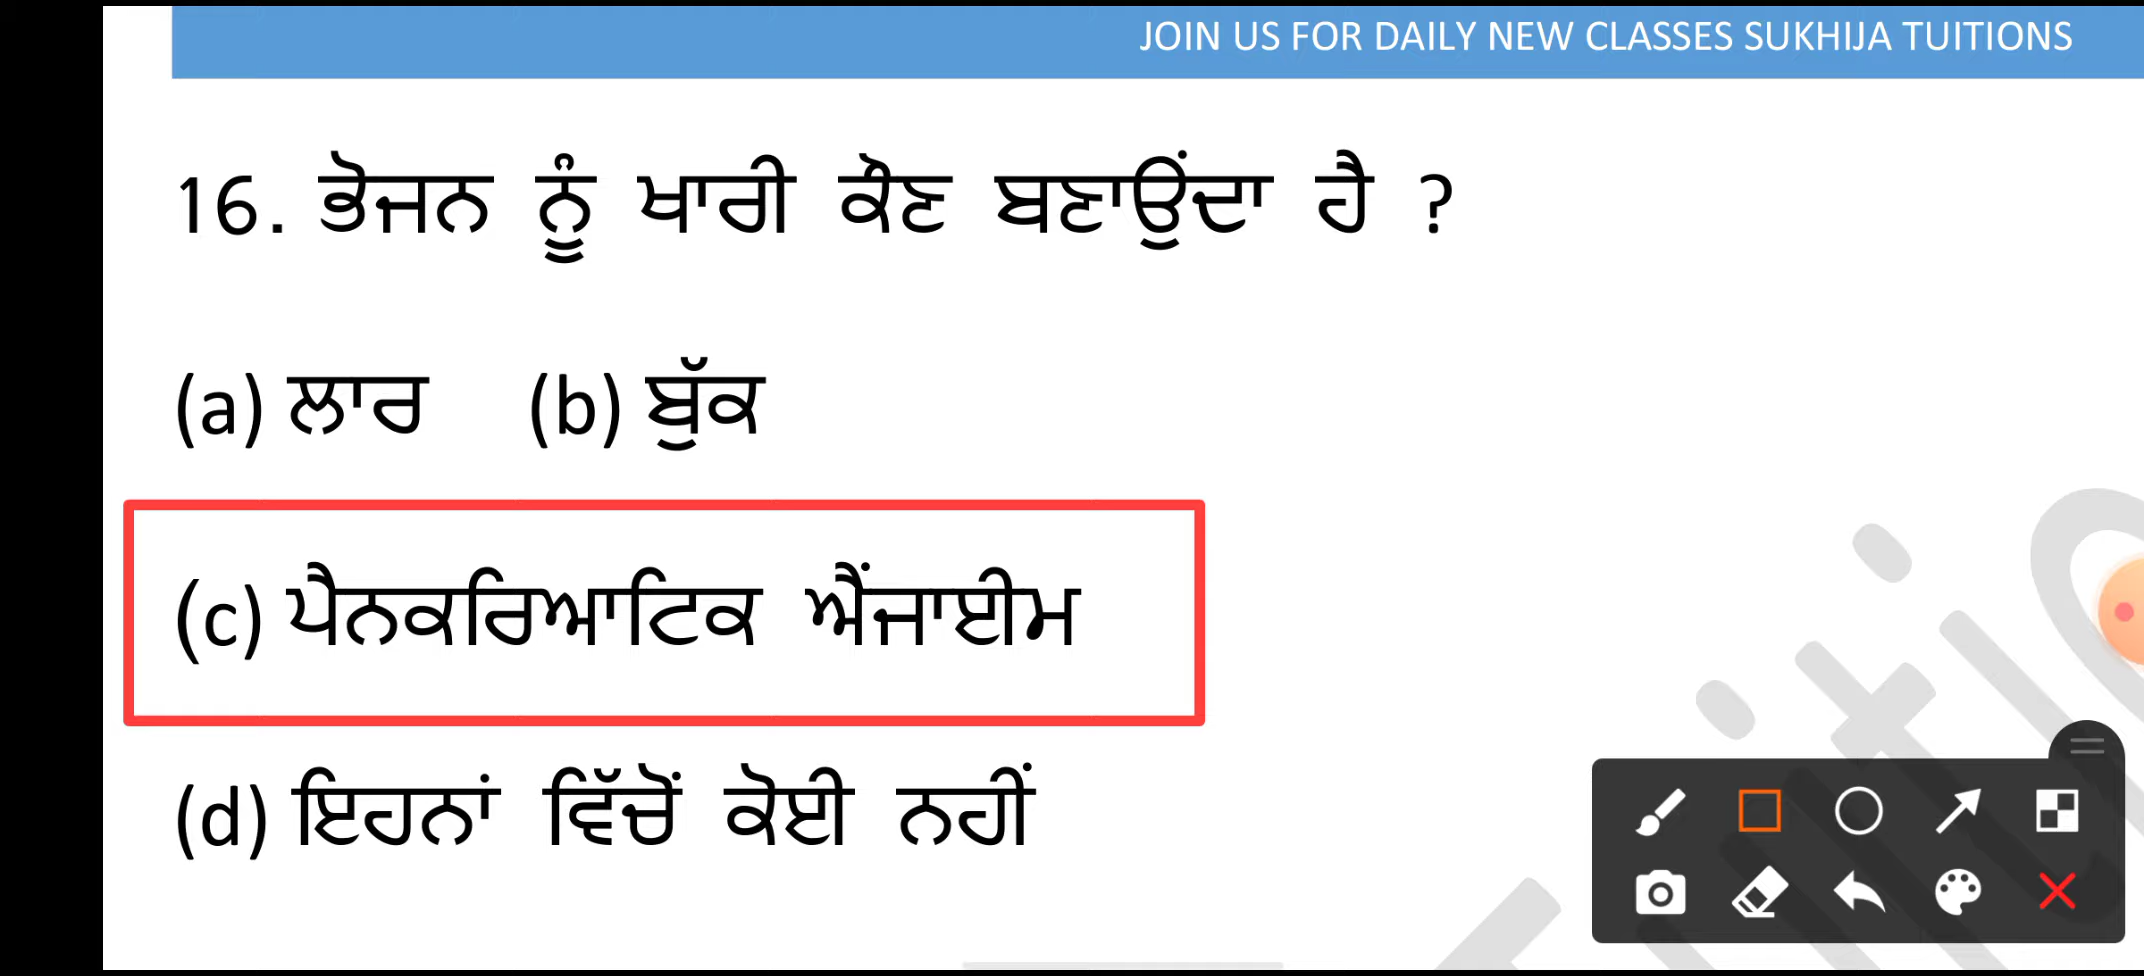 JOIN US FOR DAILY NEW CLASSES SUKHIJA TUITIONS
16. ਭੋਜਨ ਨੂੰ ਖਾਰੀ ਕੌਣ ਬਣਾਉਂਦਾ ਹੈ ?
(a) ਲਾਰ (b) ਬੁੱਕ
(c) ਪੈਨਕਰਿਆਟਿਕ ਐਂਜਾਈਮ
(d) ਇਹਨਾਂ ਵਿੱਚੋਂ ਕੋਈ ਨਹੀਂ